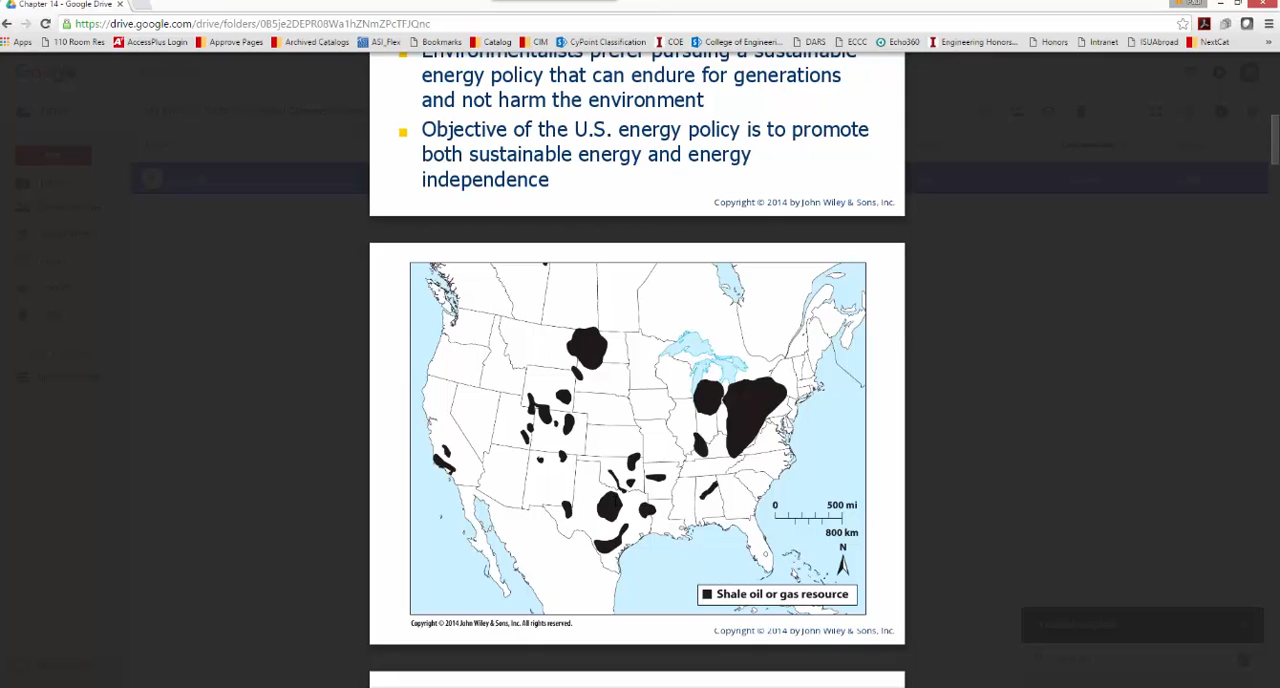 Chapter 14 - Google Drive
https://drive.google.com/drive/folders/0B5je2DEPR08Wa1hZNmZPcTFJQnc
Apps 110 Room Res AccessPlus Login Approve Pages Archived Catalogs ASI_Flex Bookmarks Catalog CIM CyPoint Classification COE College of Engineeri... DARS ECCC Echo360 Engineering Honors... Honors Intranet ISUAbroad NextCat »
Environmentalists prefer pursuing a sustainable
energy policy that can endure for generations
and not harm the environment
Objective of the U.S. energy policy is to promote
both sustainable energy and energy
independence
Copyright © 2014 by John Wiley & Sons, Inc.
0 500 mi
800 km
N
Shale oil or gas resource
Copyright © 2014 John Wiley & Sons, Inc. All rights reserved.
Copyright © 2014 by John Wiley & Sons, Inc.